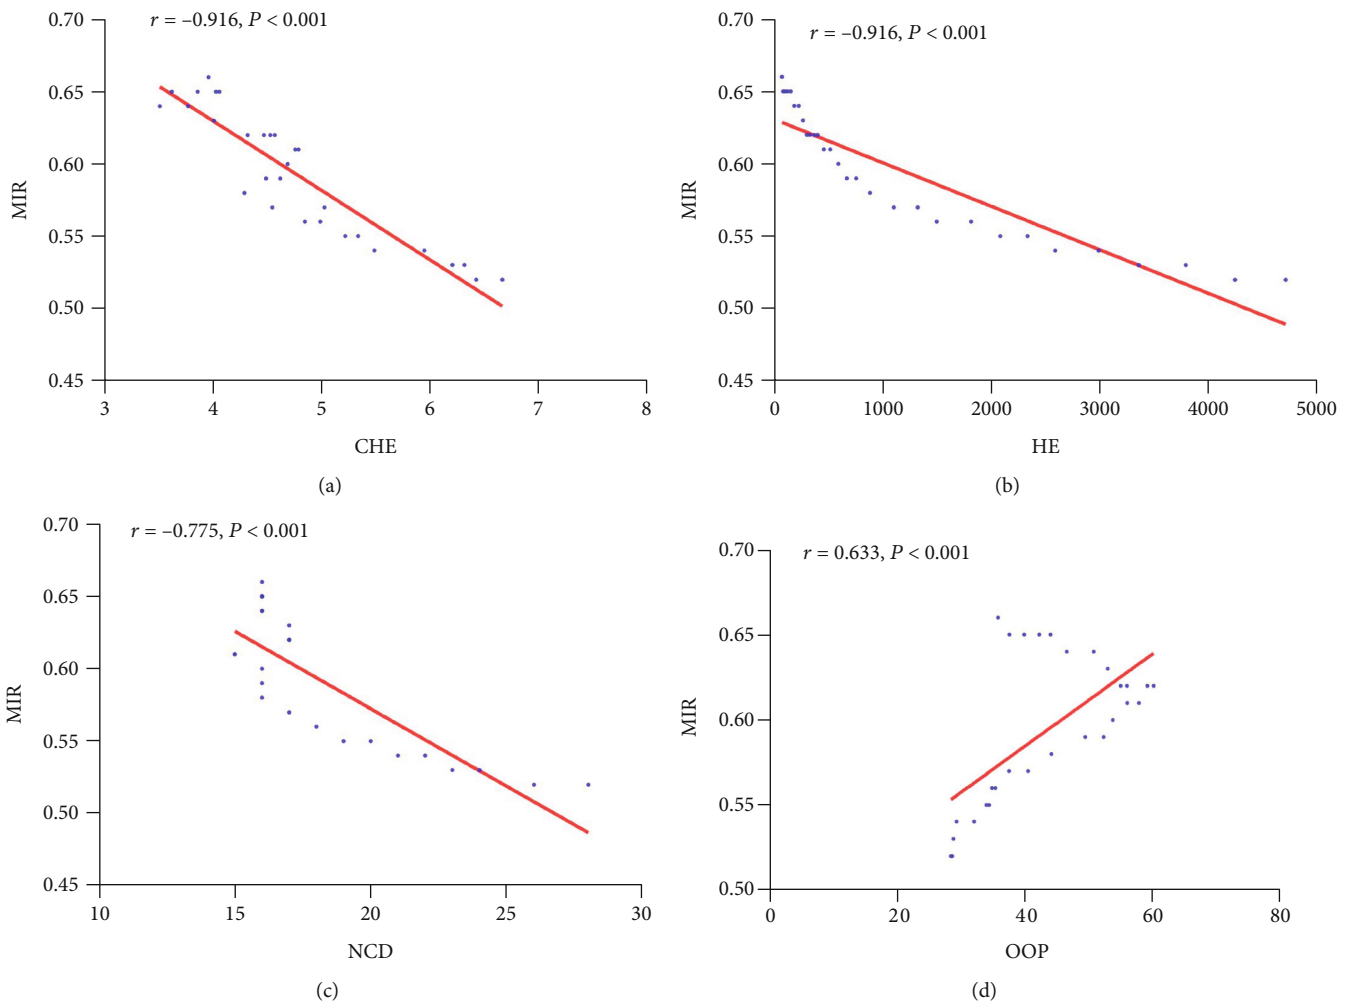 r = –0.916, P < 0.001
0.70
0.65
0.60
0.55
0.50
0.45
MIR
3 4 5 6 7 8
CHE
(a)
r = –0.916, P < 0.001
0.70
0.65
0.60
0.55
0.50
0.45
MIR
0 1000 2000 3000 4000 5000
HE
(b)
r = –0.775, P < 0.001
0.70
0.65
0.60
0.55
0.50
0.45
MIR
10 15 20 25 30
NCD
(c)
r = 0.633, P < 0.001
0.70
0.65
0.60
0.55
0.50
MIR
0 20 40 60 80
OOP
(d)